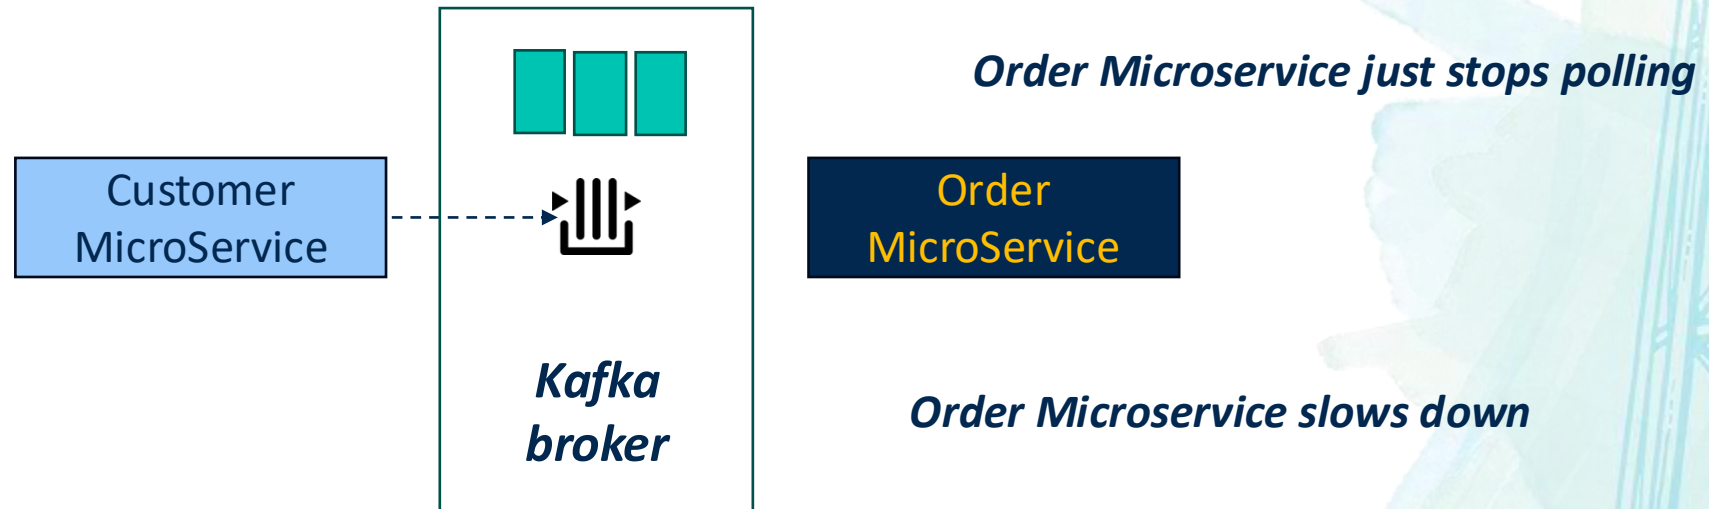 Order Microservice just stops polling
Customer
MicroService
Order
MicroService
Kafka
broker
Order Microservice slows down